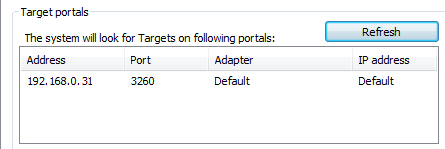 Target portals
The system will look for Targets on following portals:
Refresh
Address Port Adapter IP address
192.168.0.31 3260 Default Default